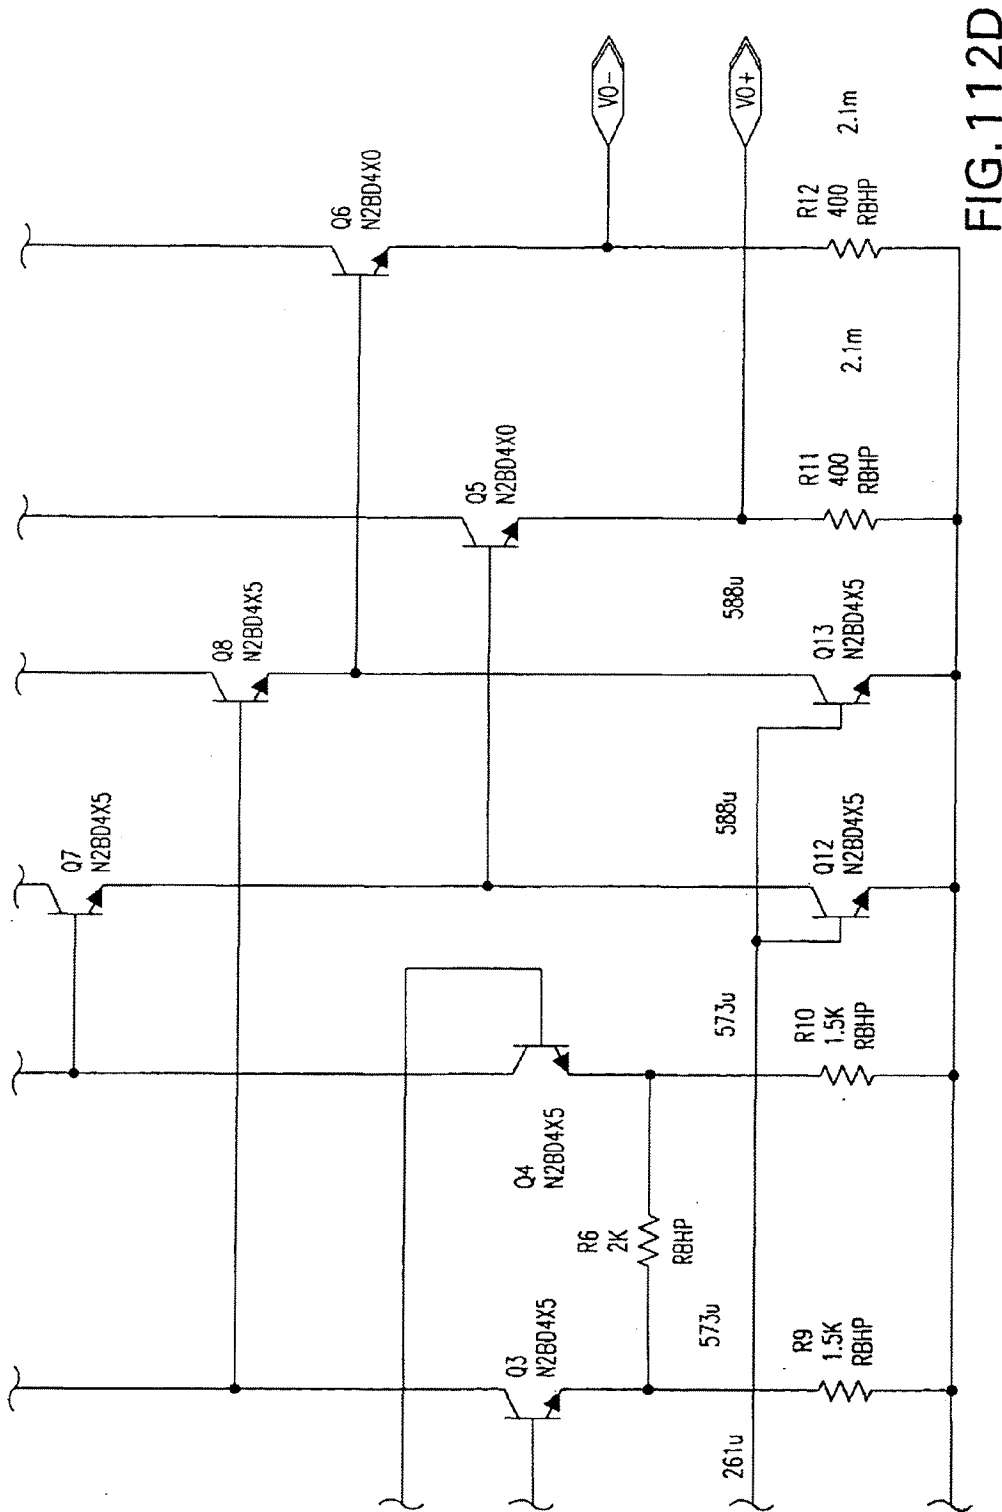 Q7
N2BD4X5
Q8
N2BD4X5
Q6
N2BD4X0
Q3
N2BD4X5
Q4
N2BD4X5
Q5
N2BD4X0
R6
2K
RBHP
VO-
VO+
261u
573u
573u
588u
588u
R9
1.5K
RBHP
R10
1.5K
RBHP
Q12
N2BD4X5
Q13
N2BD4X5
R11
400
RBHP
2.1m
R12
400
RBHP
2.1m
FIG.112D